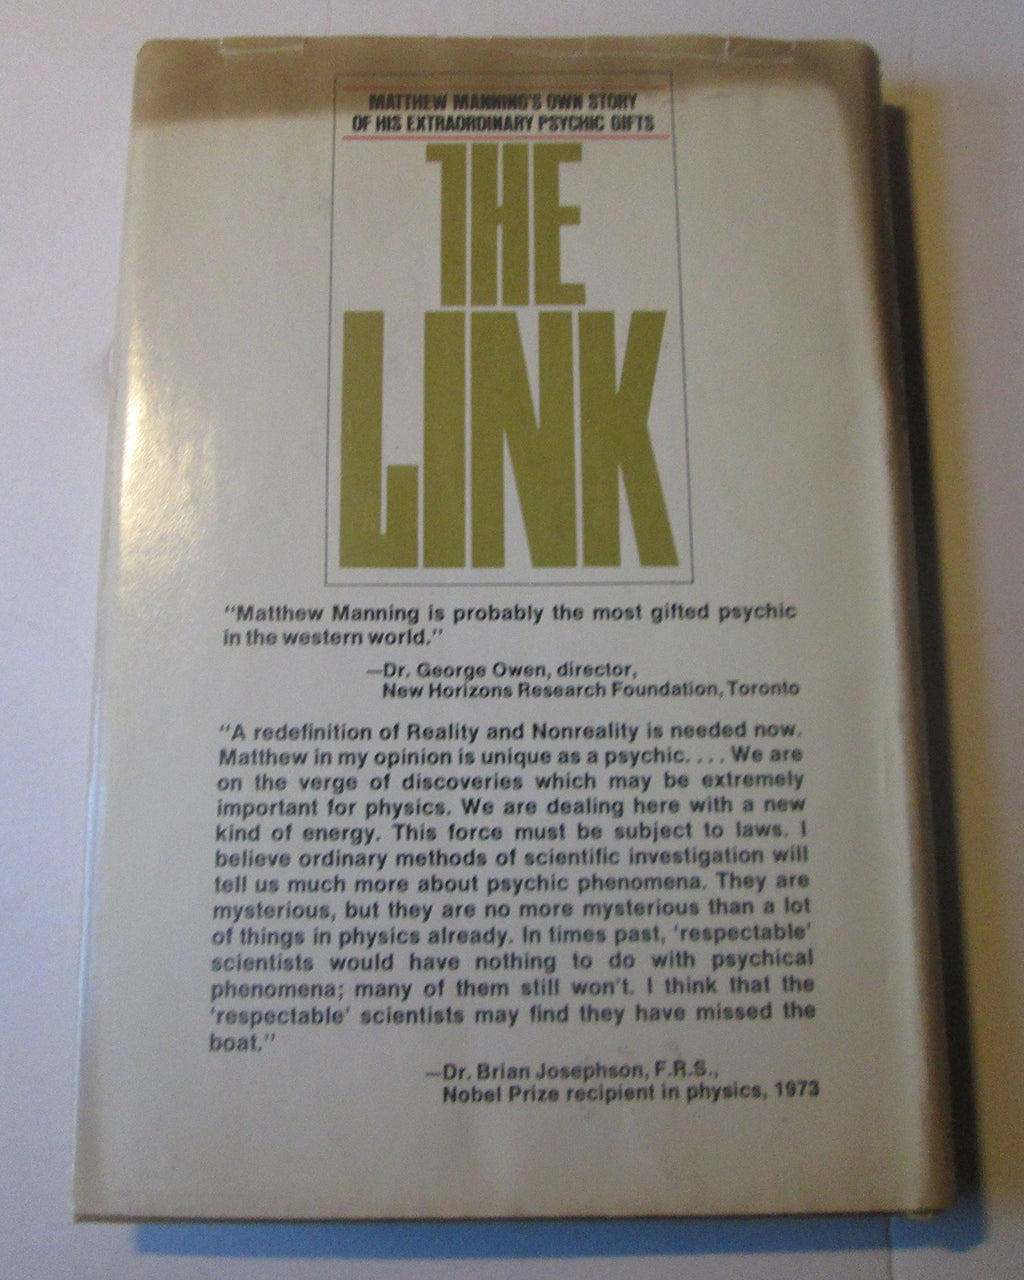 MATTHEW MANNING'S OWN STORY
OF HIS EXTRAORDINARY PSYCHIC GIFTS
THE
LINK
“Matthew Manning is probably the most gifted psychic
in the western world.”
—Dr. George Owen, director,
New Horizons Research Foundation, Toronto
“A redefinition of Reality and Nonreality is needed now.
Matthew in my opinion is unique as a psychic. . . . We are
on the verge of discoveries which may be extremely
important for physics. We are dealing here with a new
kind of energy. This force must be subject to laws. I
believe ordinary methods of scientific investigation will
tell us much more about psychic phenomena. They are
mysterious, but they are no more mysterious than a lot
of things in physics already. In times past, ‘respectable’
scientists would have nothing to do with psychical
phenomena; many of them still won't. I think that the
‘respectable’ scientists may find they have missed the
boat.”
—Dr. Brian Josephson, F.R.S.,
Nobel Prize recipient in physics, 1973